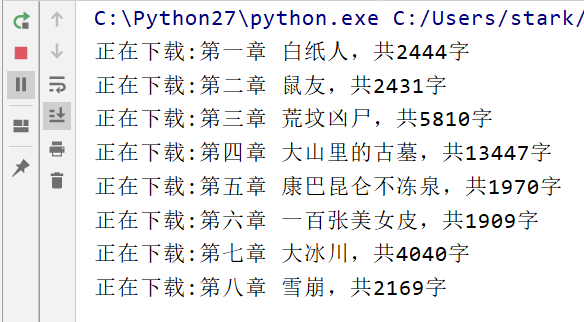 C:\Python27\python.exe C:/Users/stark/
正在下载:第一章 白纸人，共2444字
正在下载:第二章 鼠友，共2431字
正在下载:第三章 荒坟凶尸，共5810字
正在下载:第四章 大山里的古墓，共13447字
正在下载:第五章 康巴昆仑不冻泉，共1970字
正在下载:第六章 一百张美女皮，共1909字
正在下载:第七章 大冰川，共4040字
正在下载:第八章 雪崩，共2169字